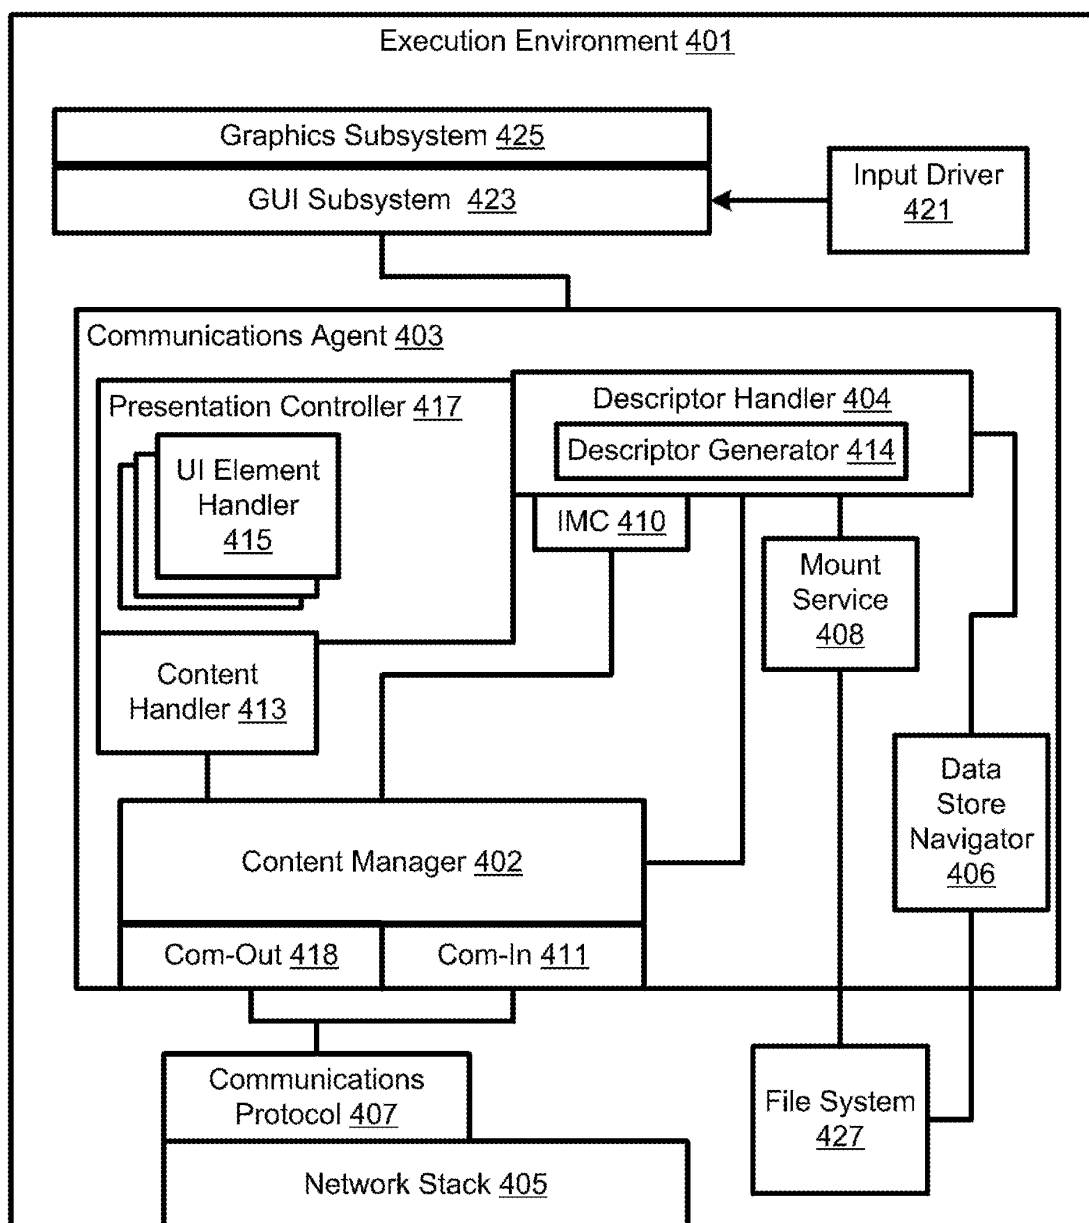 Execution Environment 401
Graphics Subsystem 425
GUI Subsystem 423
Input Driver
421
Communications Agent 403
Presentation Controller 417
Descriptor Handler 404
Descriptor Generator 414
UI Element
Handler
415
IMC 410
Mount
Service
408
Content
Handler 413
Data
Store
Navigator
406
Content Manager 402
Com-Out 418
Com-In 411
Communications
Protocol 407
File System
427
Network Stack 405